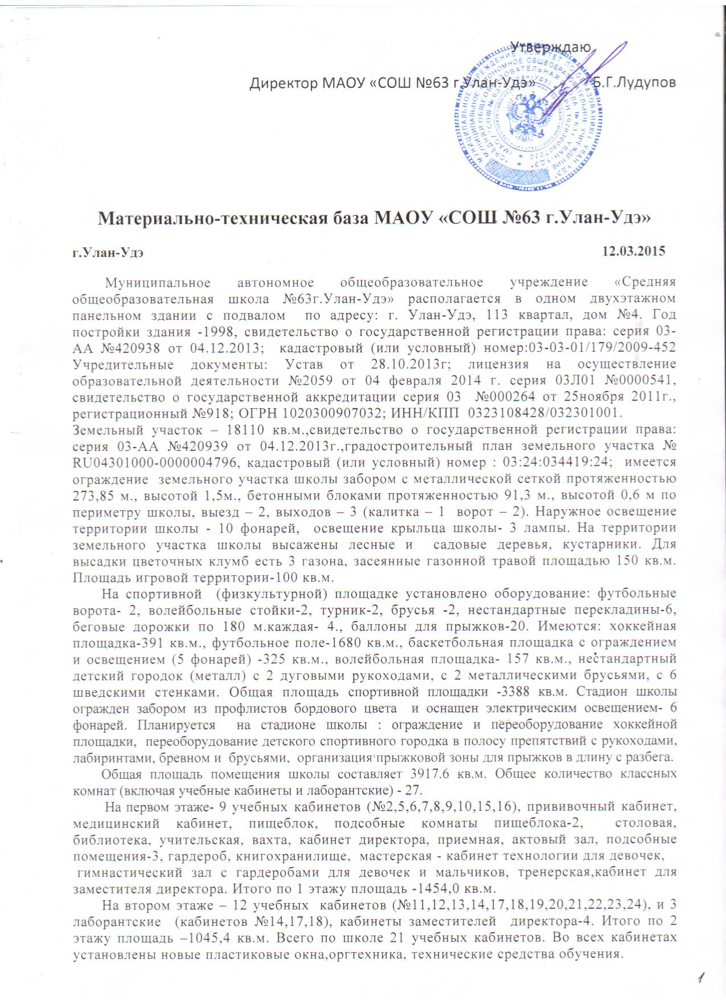 Утверждаю
Директор МАОУ «СОШ №63 г.Улан-Удэ» Б.Г.Лудупов
Материально-техническая база МАОУ «СОШ №63 г.Улан-Удэ»
г.Улан-Удэ 12.03.2015
Муниципальное автономное общеобразовательное учреждение «Средняя
общеобразовательная школа №63г.Улан-Удэ» располагается в одном двухэтажном
панельном здании с подвалом по адресу: г. Улан-Удэ, 113 квартал, дом №4. Год
постройки здания -1998, свидетельство о государственной регистрации права: серия 03-
АА №420938 от 04.12.2013; кадастровый (или условный) номер:03-03-01/179/2009-452
Учредительные документы: Устав от 28.10.2013г; лицензия на осуществление
образовательной деятельности №2059 от 04 февраля 2014 г. серия 03Л01 №0000541,
свидетельство о государственной аккредитации серия 03 №000264 от 25ноября 2011г.,
регистрационный №918; ОГРН 1020300907032; ИНН/КПП 0323108428/032301001.
Земельный участок – 18110 кв.м.,свидетельство о государственной регистрации права:
серия 03-АА №420939 от 04.12.2013г.,градостроительный план земельного участка №
RU04301000-0000004796, кадастровый (или условный) номер : 03:24:034419:24; имеется
ограждение земельного участка школы забором с металлической сеткой протяженностью
273,85 м., высотой 1,5м., бетонными блоками протяженностью 91,3 м., высотой 0,6 м по
периметру школы, выезд – 2, выходов – 3 (калитка – 1 ворот – 2). Наружное освещение
территории школы - 10 фонарей, освещение крыльца школы- 3 лампы. На территории
земельного участка школы высажены лесные и садовые деревья, кустарники. Для
высадки цветочных клумб есть 3 газона, засеянные газонной травой площадью 150 кв.м.
Площадь игровой территории-100 кв.м.
На спортивной (физкультурной) площадке установлено оборудование: футбольные
ворота- 2, волейбольные стойки-2, турник-2, брусья -2, нестандартные перекладины-6,
беговые дорожки по 180 м.каждая- 4., баллоны для прыжков-20. Имеются: хоккейная
площадка-391 кв.м., футбольное поле-1680 кв.м., баскетбольная площадка с ограждением
и освещением (5 фонарей) -325 кв.м., волейбольная площадка- 157 кв.м., нестандартный
детский городок (металл) с 2 дуговыми рукоходами, с 2 металлическими брусьями, с 6
шведскими стенками. Общая площадь спортивной площадки -3388 кв.м. Стадион школы
огражден забором из профлистов бордового цвета и оснащен электрическим освещением- 6
фонарей. Планируется на стадионе школы : ограждение и переоборудование хоккейной
площадки, переоборудование детского спортивного городка в полосу препятствий с рукоходами,
лабиринтами, бревном и брусьями, организация прыжковой зоны для прыжков в длину с разбега.
Общая площадь помещения школы составляет 3917.6 кв.м. Общее количество классных
комнат (включая учебные кабинеты и лаборантские) - 27.
На первом этаже- 9 учебных кабинетов (№2,5,6,7,8,9,10,15,16), прививочный кабинет,
медицинский кабинет, пищеблок, подсобные комнаты пищеблока-2, столовая,
библиотека, учительская, вахта, кабинет директора, приемная, актовый зал, подсобные
помещения-3, гардероб, книгохранилище, мастерская - кабинет технологии для девочек,
гимнастический зал с гардеробами для девочек и мальчиков, тренерская,кабинет для
заместителя директора. Итого по 1 этажу площадь -1454,0 кв.м.
На втором этаже – 12 учебных кабинетов (№11,12,13,14,17,18,19,20,21,22,23,24), и 3
лаборантские (кабинетов №14,17,18), кабинеты заместителей директора-4. Итого по 2
этажу площадь –1045,4 кв.м. Всего по школе 21 учебных кабинетов. Во всех кабинетах
установлены новые пластиковые окна,оргтехника, технические средства обучения.
1